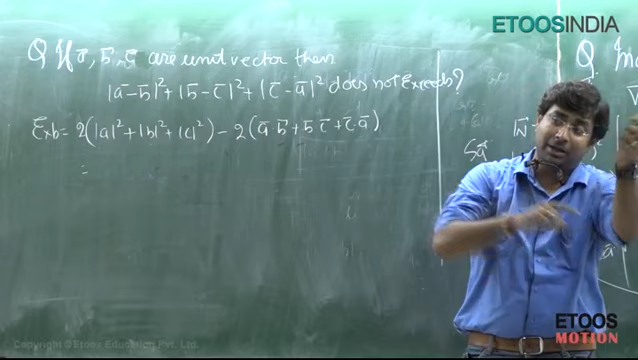 ETOOSINDIA
Q If a̅, b̅, c̅ are unit vector then
|a̅-b̅|²+|b̅-c̅|²+|c̅-a̅|² does not Exceeds?
Exb= 2(|a|²+|b|²+|c|²) - 2(a̅·b̅+b̅ c̅+c̅·a̅)
=
Q
Copyright © Etoos Education Pvt. Ltd.
ETOOS
MOTION